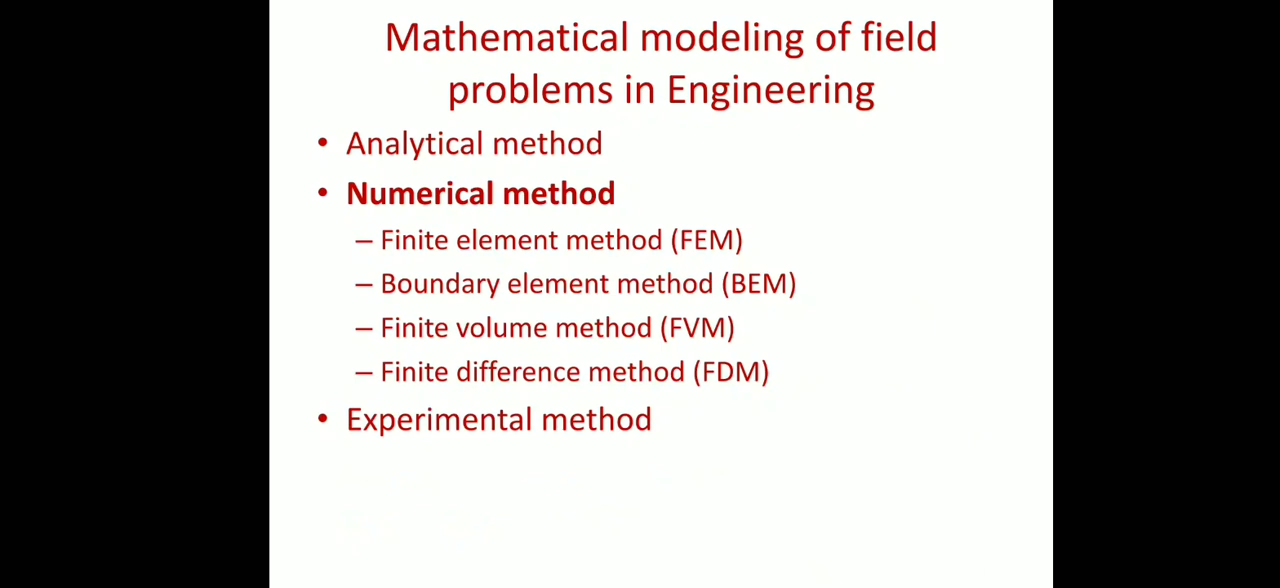 Mathematical modeling of field
problems in Engineering
• Analytical method
• Numerical method
– Finite element method (FEM)
– Boundary element method (BEM)
– Finite volume method (FVM)
– Finite difference method (FDM)
• Experimental method